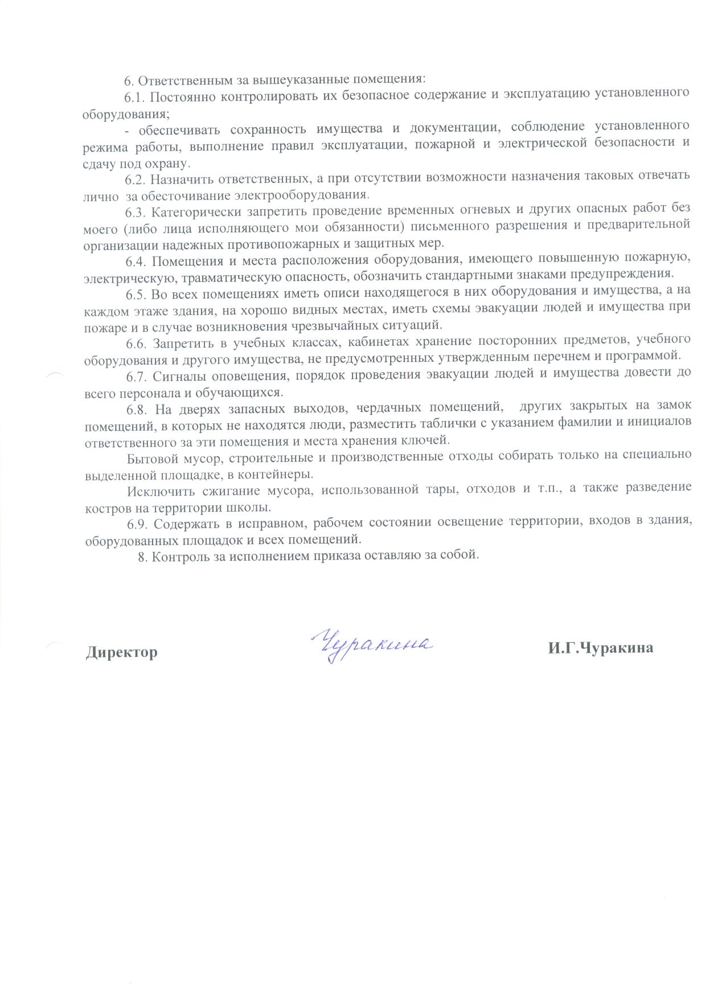 6. Ответственным за вышеуказанные помещения:
6.1. Постоянно контролировать их безопасное содержание и эксплуатацию установленного
оборудования;
- обеспечивать сохранность имущества и документации, соблюдение установленного
режима работы, выполнение правил эксплуатации, пожарной и электрической безопасности и
сдачу под охрану.
6.2. Назначить ответственных, а при отсутствии возможности назначения таковых отвечать
лично за обесточивание электрооборудования.
6.3. Категорически запретить проведение временных огневых и других опасных работ без
моего (либо лица исполняющего мои обязанности) письменного разрешения и предварительной
организации надежных противопожарных и защитных мер.
6.4. Помещения и места расположения оборудования, имеющего повышенную пожарную,
электрическую, травматическую опасность, обозначить стандартными знаками предупреждения.
6.5. Во всех помещениях иметь описи находящегося в них оборудования и имущества, а на
каждом этаже здания, на хорошо видных местах, иметь схемы эвакуации людей и имущества при
пожаре и в случае возникновения чрезвычайных ситуаций.
6.6. Запретить в учебных классах, кабинетах хранение посторонних предметов, учебного
оборудования и другого имущества, не предусмотренных утвержденным перечнем и программой.
6.7. Сигналы оповещения, порядок проведения эвакуации людей и имущества довести до
всего персонала и обучающихся.
6.8. На дверях запасных выходов, чердачных помещений, других закрытых на замок
помещений, в которых не находятся люди, разместить таблички с указанием фамилии и инициалов
ответственного за эти помещения и места хранения ключей.
Бытовой мусор, строительные и производственные отходы собирать только на специально
выделенной площадке, в контейнеры.
Исключить сжигание мусора, использованной тары, отходов и т.п., а также разведение
костров на территории школы.
6.9. Содержать в исправном, рабочем состоянии освещение территории, входов в здания,
оборудованных площадок и всех помещений.
8. Контроль за исполнением приказа оставляю за собой.
Директор Чуракина И.Г.Чуракина